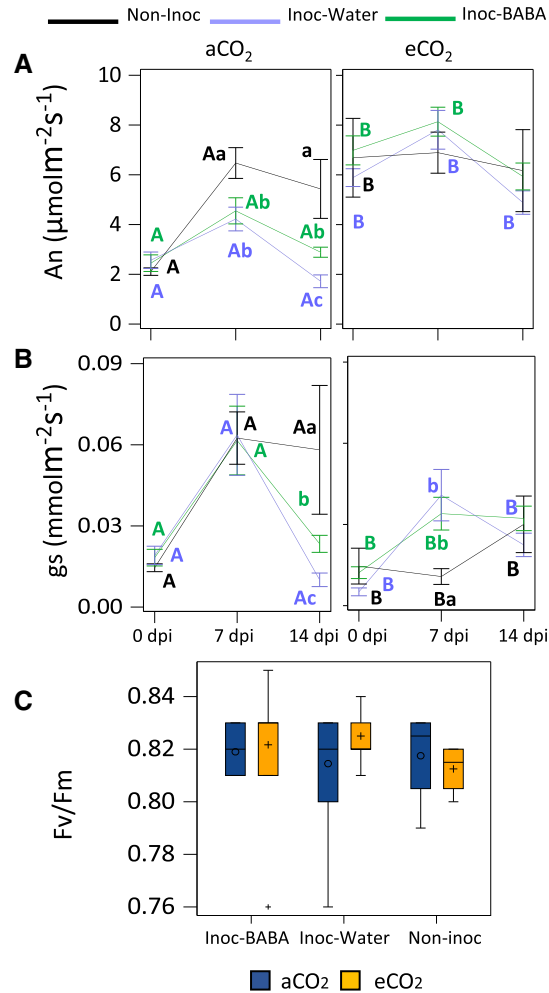 Non-Inoc Inoc-Water Inoc-BABA
A aCO₂ eCO₂
An (µmolm⁻²s⁻¹)
10
8
6
4
2
0
A
A
A
Aa
Ab
Ab
a
Ab
Ac
B
B
B
B
B
B
B
gs (mmolm⁻²s⁻¹)
0.09
0.06
0.03
0.00
A
A
A
A
A
A
Aa
b
Ac
B
B
B
b
Bb
Ba
B
B
0 dpi 7 dpi 14 dpi 0 dpi 7 dpi 14 dpi
C
Fv/Fm
0.84
0.82
0.80
0.78
0.76
Inoc-BABA Inoc-Water Non-inoc
aCO2 eCO2